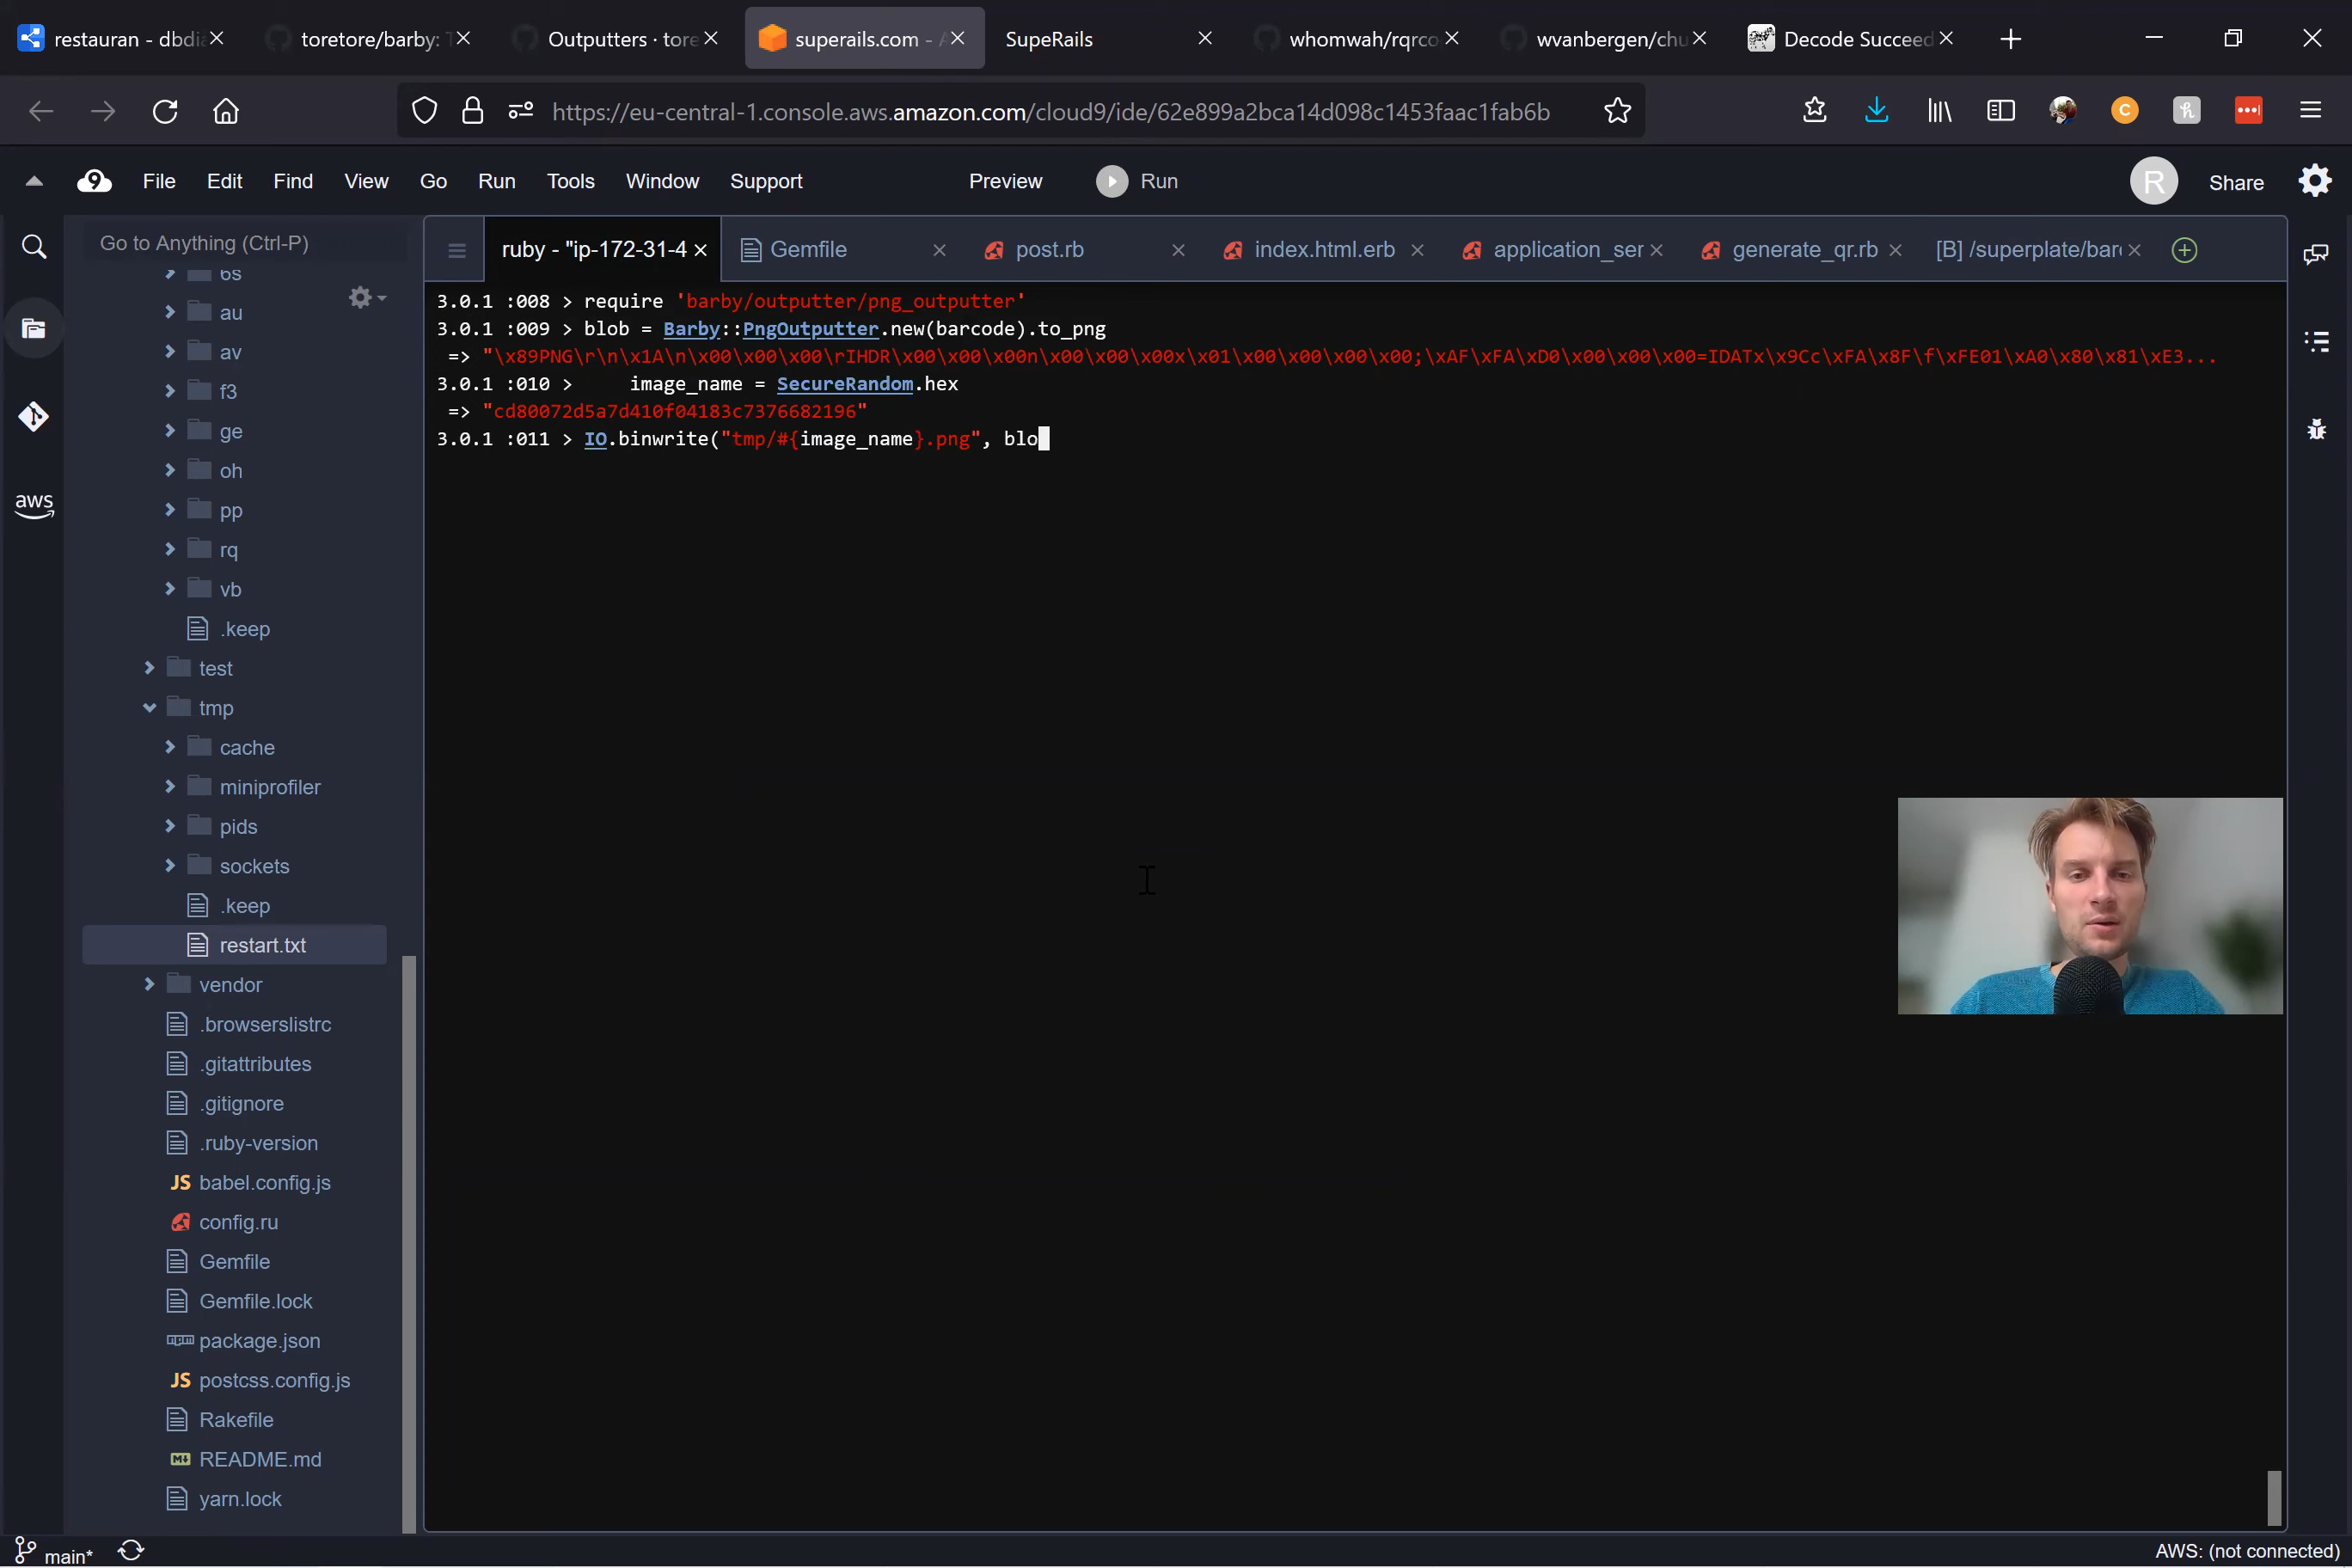 restauran - dbdi
toretore/barby: T
Outputters · tore
superails.com - A
SupeRails
whomwah/rqrco
wvanbergen/chu
Decode Succeed
https://eu-central-1.console.aws.amazon.com/cloud9/ide/62e899a2bca14d098c1453faac1fab6b
9 File Edit Find View Go Run Tools Window Support Preview Run R Share
Go to Anything (Ctrl-P)
ruby - "ip-172-31-4
Gemfile
post.rb
index.html.erb
application_ser
generate_qr.rb
[B] /superplate/bar
aws
6s
au
av
f3
ge
oh
pp
rq
vb
.keep
test
tmp
cache
miniprofiler
pids
sockets
.keep
restart.txt
vendor
.browserslistrc
.gitattributes
.gitignore
.ruby-version
JS babel.config.js
config.ru
Gemfile
Gemfile.lock
package.json
JS postcss.config.js
Rakefile
README.md
yarn.lock
3.0.1 :008 > require 'barby/outputter/png_outputter'
3.0.1 :009 > blob = Barby::PngOutputter.new(barcode).to_png
=> "\x89PNG\r\n\x1A\n\x00\x00\x00\rIHDR\x00\x00\x00n\x00\x00\x00x\x01\x00\x00\x00\x00;\xAF\xFA\xD0\x00\x00\x00=IDATx\x9Cc\xFA\x8F\f\xFE01\xA0\x80\x81\xE3...
3.0.1 :010 >     image_name = SecureRandom.hex
=> "cd80072d5a7d410f04183c7376682196"
3.0.1 :011 > IO.binwrite("tmp/#{image_name}.png", blo
main*
AWS: (not connected)